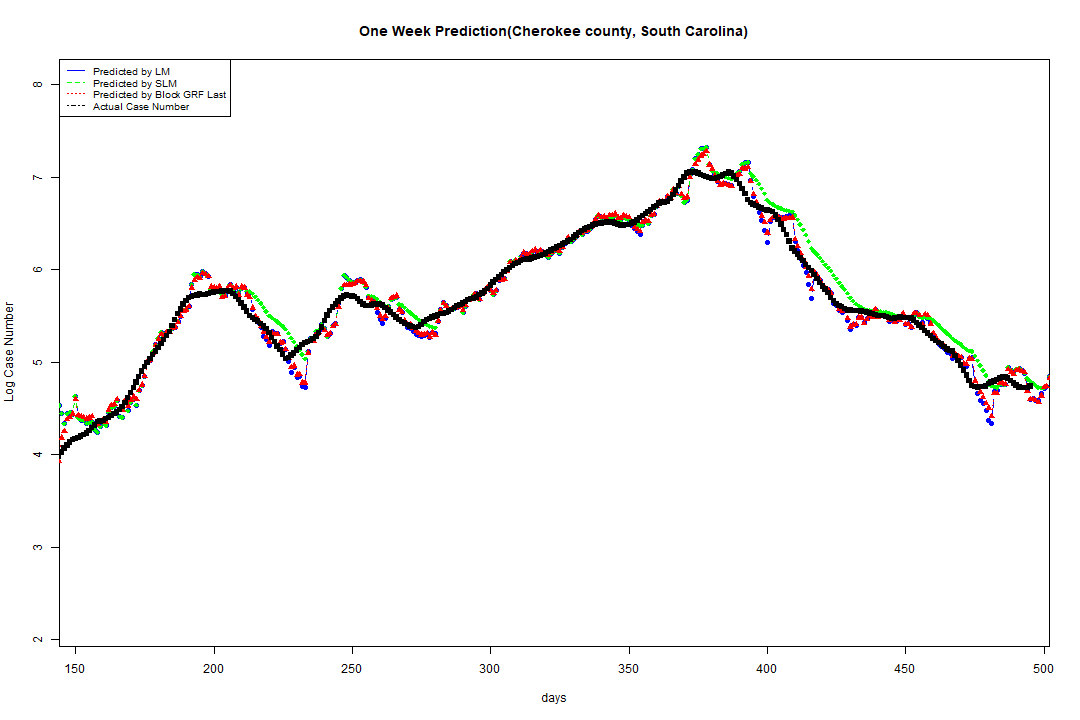 One Week Prediction(Cherokee county, South Carolina)
Predicted by LM
Predicted by SLM
Predicted by Block GRF Last
Actual Case Number
8
7
6
5
4
3
2
Log Case Number
150 200 250 300 350 400 450 500
days